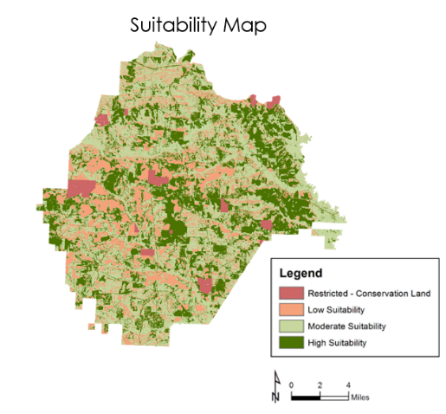 Suitability Map
Legend
Restricted - Conservation Land
Low Suitability
Moderate Suitability
High Suitability
N
0 2 4
Miles